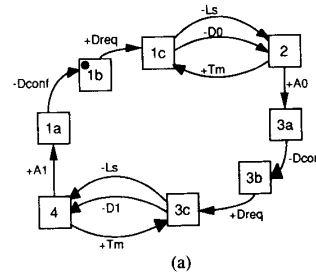 -Ls
-D0
+Dreq
1c
2
1b
+Tm
-Dconf
+A0
1a
3a
-Ls
-Dcon
+A1
3b
4
-D1
3c
+Dreq
+Tm
(a)